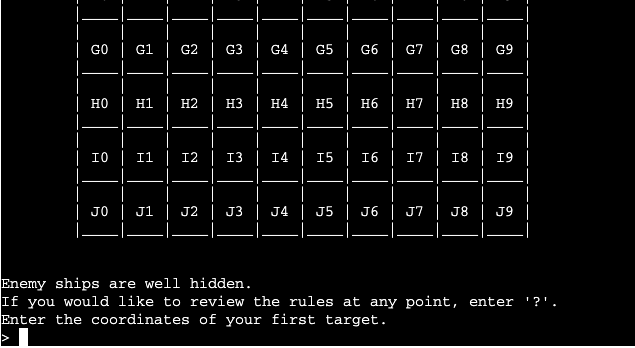 G0 G1 G2 G3 G4 G5 G6 G7 G8 G9
H0 H1 H2 H3 H4 H5 H6 H7 H8 H9
I0 I1 I2 I3 I4 I5 I6 I7 I8 I9
J0 J1 J2 J3 J4 J5 J6 J7 J8 J9
Enemy ships are well hidden.
If you would like to review the rules at any point, enter '?'.
Enter the coordinates of your first target.
>